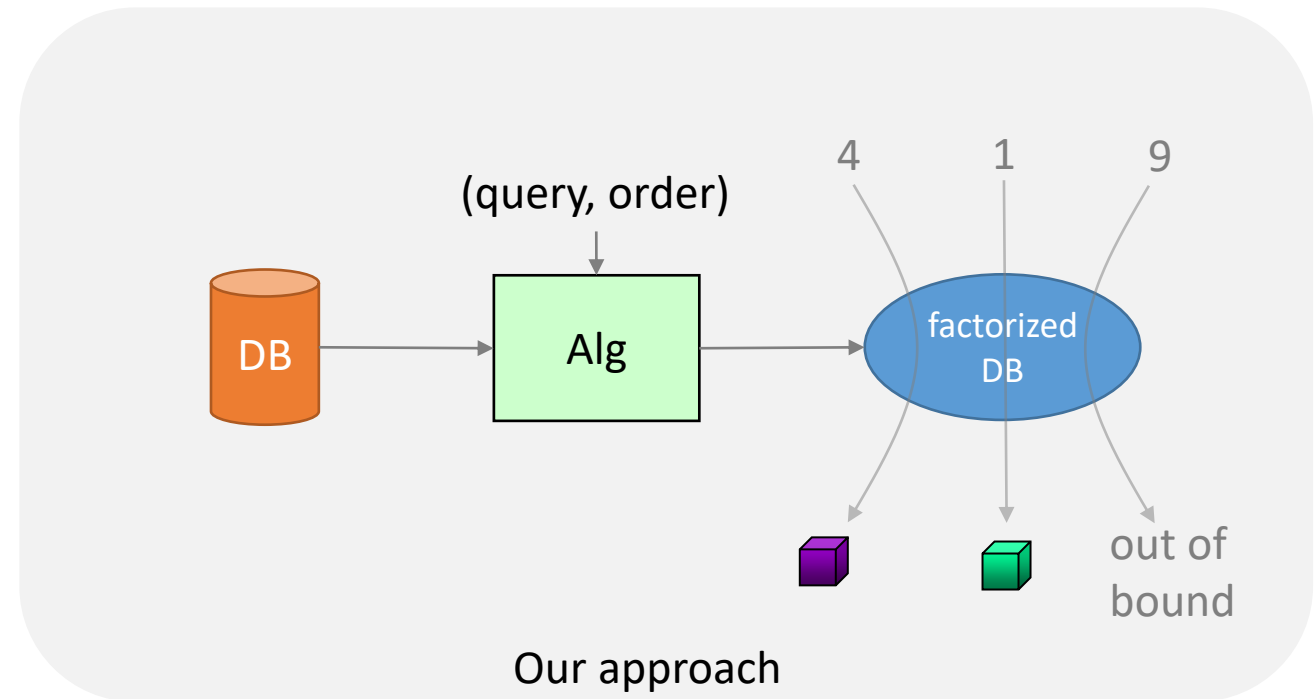 4 1 9
(query, order)
DB
Alg
factorized
DB
out of
bound
Our approach